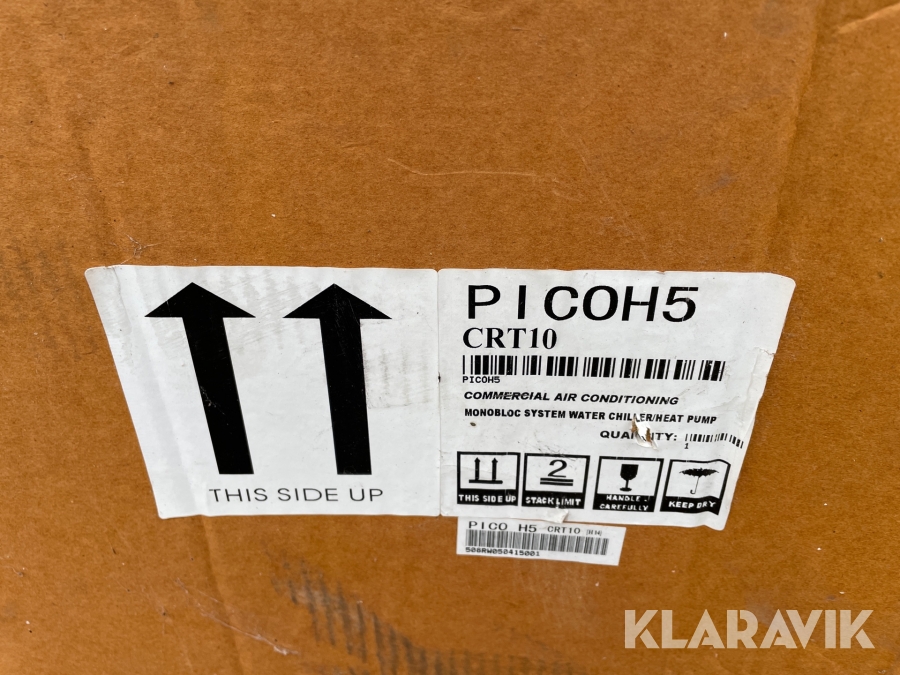 THIS SIDE UP
PICOH5
CRT10
PICOH5
COMMERCIAL AIR CONDITIONING
MONOBLOC SYSTEM WATER CHILLER/HEAT PUMP
QUANTITY:
1
THIS SIDE UP
2
STACK LIMIT
HANDLE
CAREFULLY
KEEP DRY
PICO H5 CRT10
508RW050415001
KLARAVIK